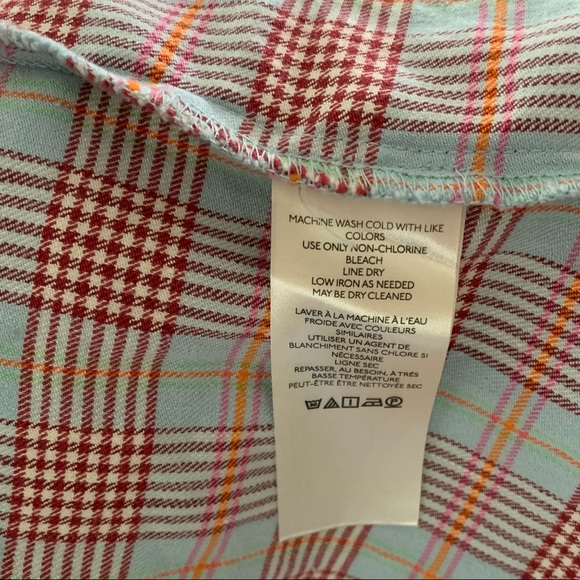 MACHINE WASH COLD WITH LIKE
COLORS
USE ONLY NON-CHLORINE
BLEACH
LINE DRY
LOW IRON AS NEEDED
MAY BE DRY CLEANED
LAVER À LA MACHINE À L'EAU
FROIDE AVEC COULEURS
SIMILAIRES
UTILISER UN AGENT DE
BLANCHIMENT SANS CHLORE SI
NÉCESSAIRE
LIGNE SEC
REPASSER, AU BESOIN, À TRÉS
BASSE TEMPÉRATURE
PEUT-ÊTRE ÊTRE NETTOYÉ SEC